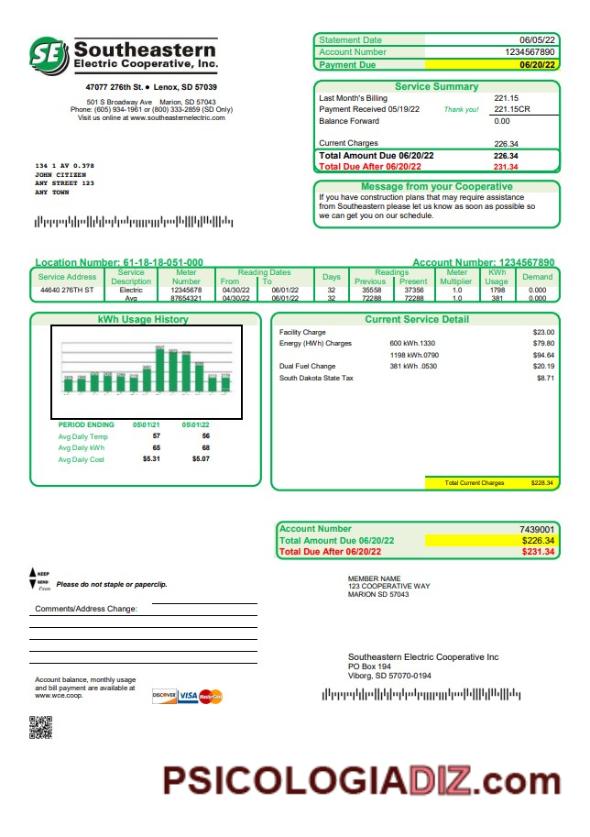 Southeastern
Electric Cooperative, Inc.
47077 276th St. ● Lenox, SD 57039
501 S Broadway Ave Marion, SD 57043
Phone: (605) 934-1961 or (800) 333-2859 (SD Only)
Visit us online at www.southeasternelectric.com
Statement Date 06/05/22
Account Number 1234567890
Payment Due 06/20/22
Service Summary
Last Month's Billing 221.15
Payment Received 05/19/22 Thank you! 221.15CR
Balance Forward 0.00
Current Charges 226.34
Total Amount Due 06/20/22 226.34
Total Due After 06/20/22 231.34
Message from your Cooperative
If you have construction plans that may require assistance
from Southeastern please let us know as soon as possible so
we can get you on our schedule.
134 1 AV 0.378
JOHN CITIZEN
ANY STREET 123
ANY TOWN
Location Number: 61-18-18-051-000 Account Number: 1234567890
Service Address Service Description Meter Number Reading Dates From To Days Readings Previous Present Meter Multiplier KWh Usage Demand
44640 276TH ST Electric 12345678 04/30/22 06/01/22 32 35558 37356 1.0 1798 0.000
Avg 87654321 04/30/22 06/01/22 32 72288 72288 1.0 381 0.000
kWh Usage History
PERIOD ENDING 05\01\21 05\01\22
Avg Daily Temp 57 56
Avg Daily kWh 65 68
Avg Daily Cost $5.31 $5.07
Current Service Detail
Facility Charge $23.00
Energy (HWh) Charges 600 kWh.1330 $79.80
1198 kWh.0790 $94.64
Dual Fuel Change 381 kWh .0530 $20.19
South Dakota State Tax $8.71
Total Current Charges $228.34
Account Number 7439001
Total Amount Due 06/20/22 $226.34
Total Due After 06/20/22 $231.34
KEEP
SEND
Please do not staple or paperclip.
Comments/Address Change:
MEMBER NAME
123 COOPERATIVE WAY
MARION SD 57043
Account balance, monthly usage
and bill payment are available at
www.wce.coop.
DISCOVER VISA MasterCard
Southeastern Electric Cooperative Inc
PO Box 194
Viborg, SD 57070-0194
PSICOLOGIADIZ.com